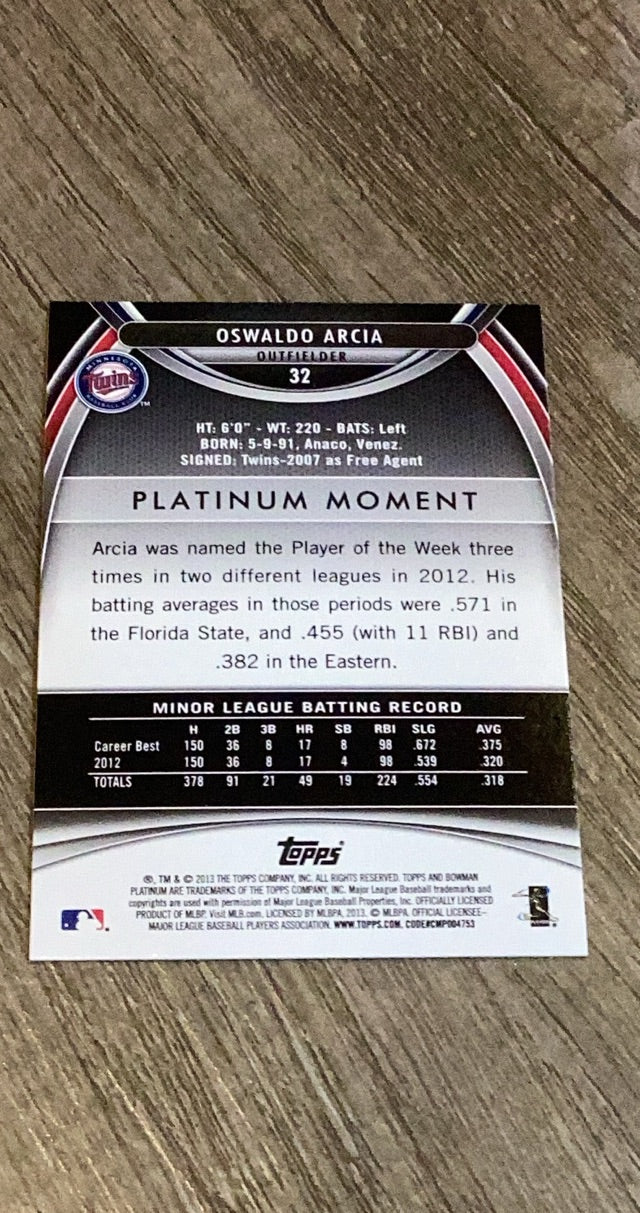 OSWALDO ARCIA
OUTFIELDER
32
MINNESOTA
Twins
BASEBALL CLUB
TM
HT: 6'0" - WT: 220 - BATS: Left
BORN: 5-9-91, Anaco, Venez.
SIGNED: Twins-2007 as Free Agent
PLATINUM MOMENT
Arcia was named the Player of the Week three
times in two different leagues in 2012. His
batting averages in those periods were .571 in
the Florida State, and .455 (with 11 RBI) and
.382 in the Eastern.
MINOR LEAGUE BATTING RECORD
H 2B 3B HR SB RBI SLG AVG
Career Best 150 36 8 17 8 98 .672 .375
2012 150 36 8 17 4 98 .539 .320
TOTALS 378 91 21 49 19 224 .554 .318
Topps®
®, TM & © 2013 THE TOPPS COMPANY, INC. ALL RIGHTS RESERVED. TOPPS AND BOWMAN
PLATINUM ARE TRADEMARKS OF THE TOPPS COMPANY, INC. Major League Baseball trademarks and
copyrights are used with permission of Major League Baseball Properties, Inc. OFFICIALLY LICENSED
PRODUCT OF MLBP. Visit MLB.com. LICENSED BY MLBPA, 2013. © MLBPA, OFFICIAL LICENSEE–
MAJOR LEAGUE BASEBALL PLAYERS ASSOCIATION. WWW.TOPPS.COM. CODE#CMP004753